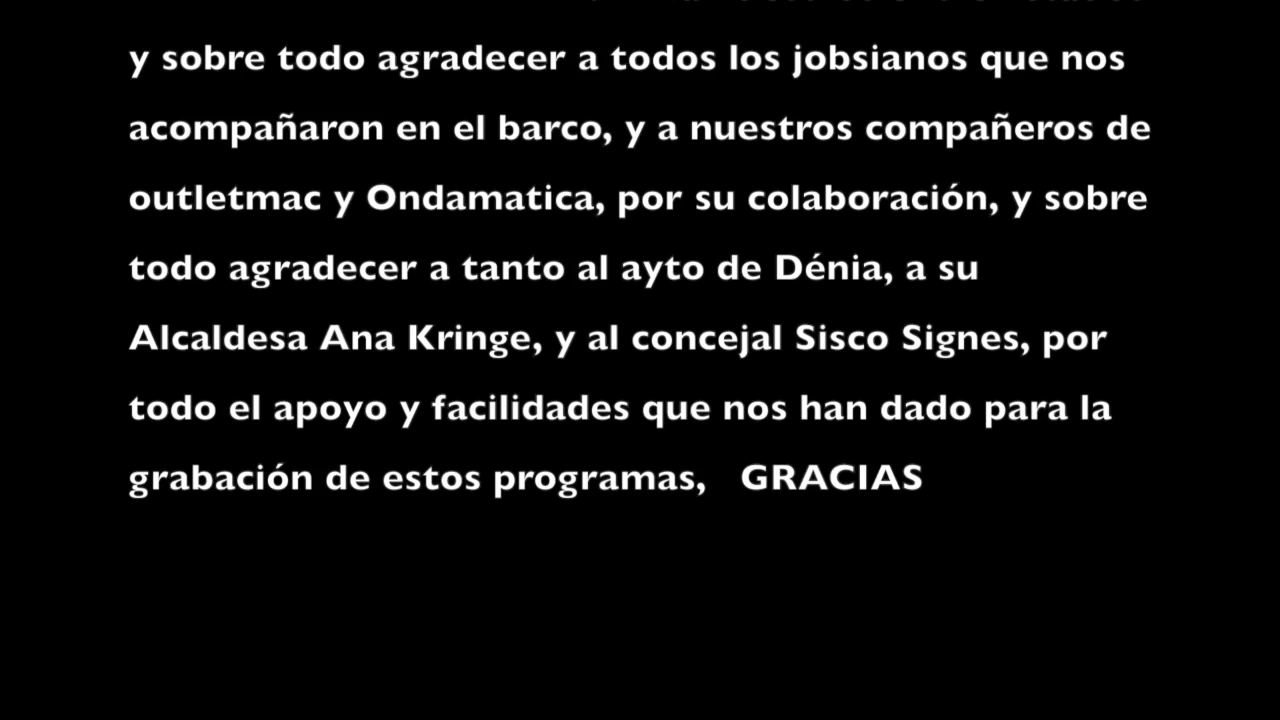 y sobre todo agradecer a todos los jobsianos que nos
acompañaron en el barco, y a nuestros compañeros de
outletmac y Ondamatica, por su colaboración, y sobre
todo agradecer a tanto al ayto de Dénia, a su
Alcaldesa Ana Kringe, y al concejal Sisco Signes, por
todo el apoyo y facilidades que nos han dado para la
grabación de estos programas, GRACIAS